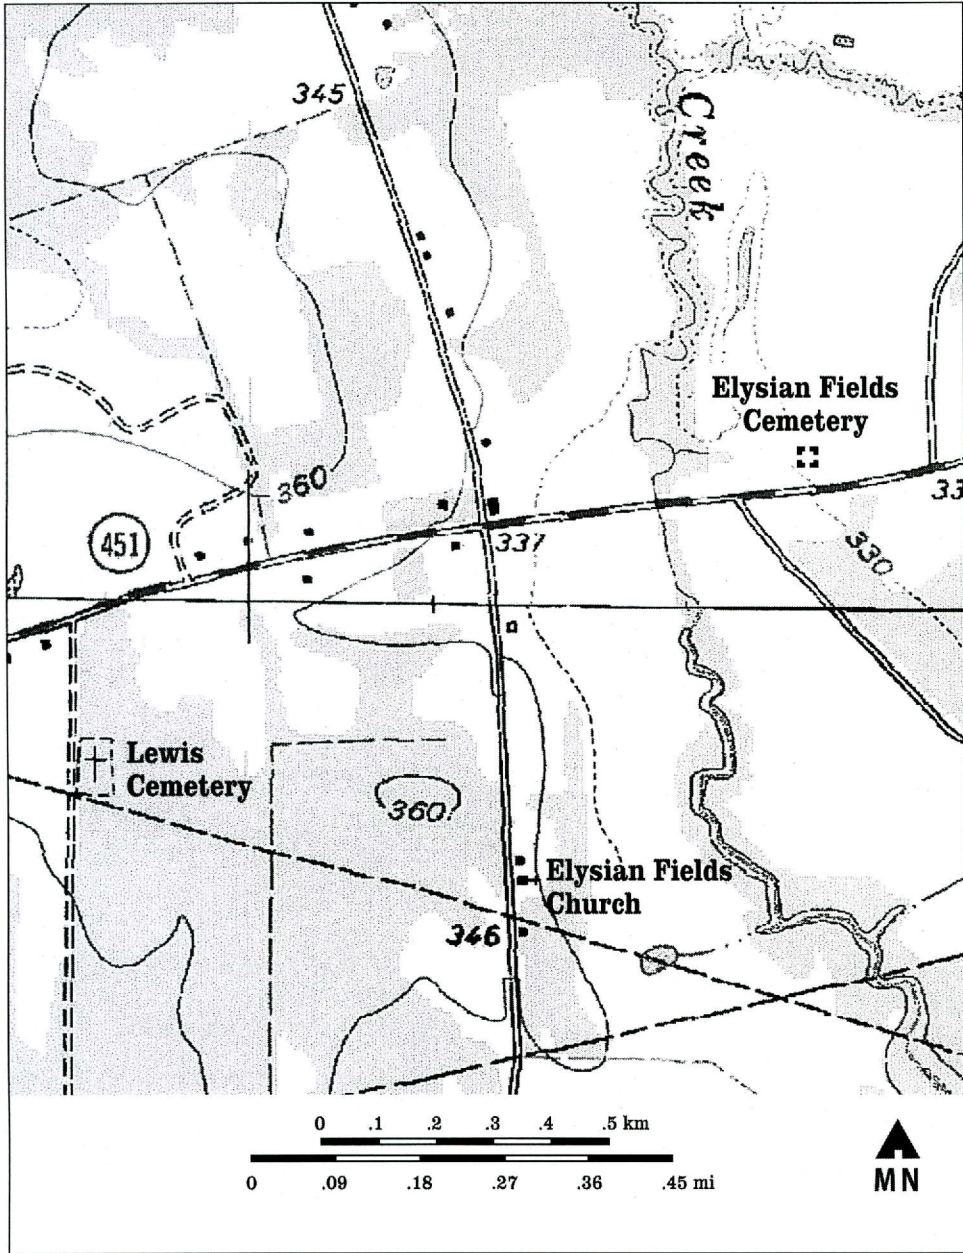 345
Creek
Elysian Fields
Cemetery
360
33
451
337
330
Lewis
Cemetery
360
Elysian Fields
Church
346
0 .1 .2 .3 .4 .5 km
0 .09 .18 .27 .36 .45 mi
MN